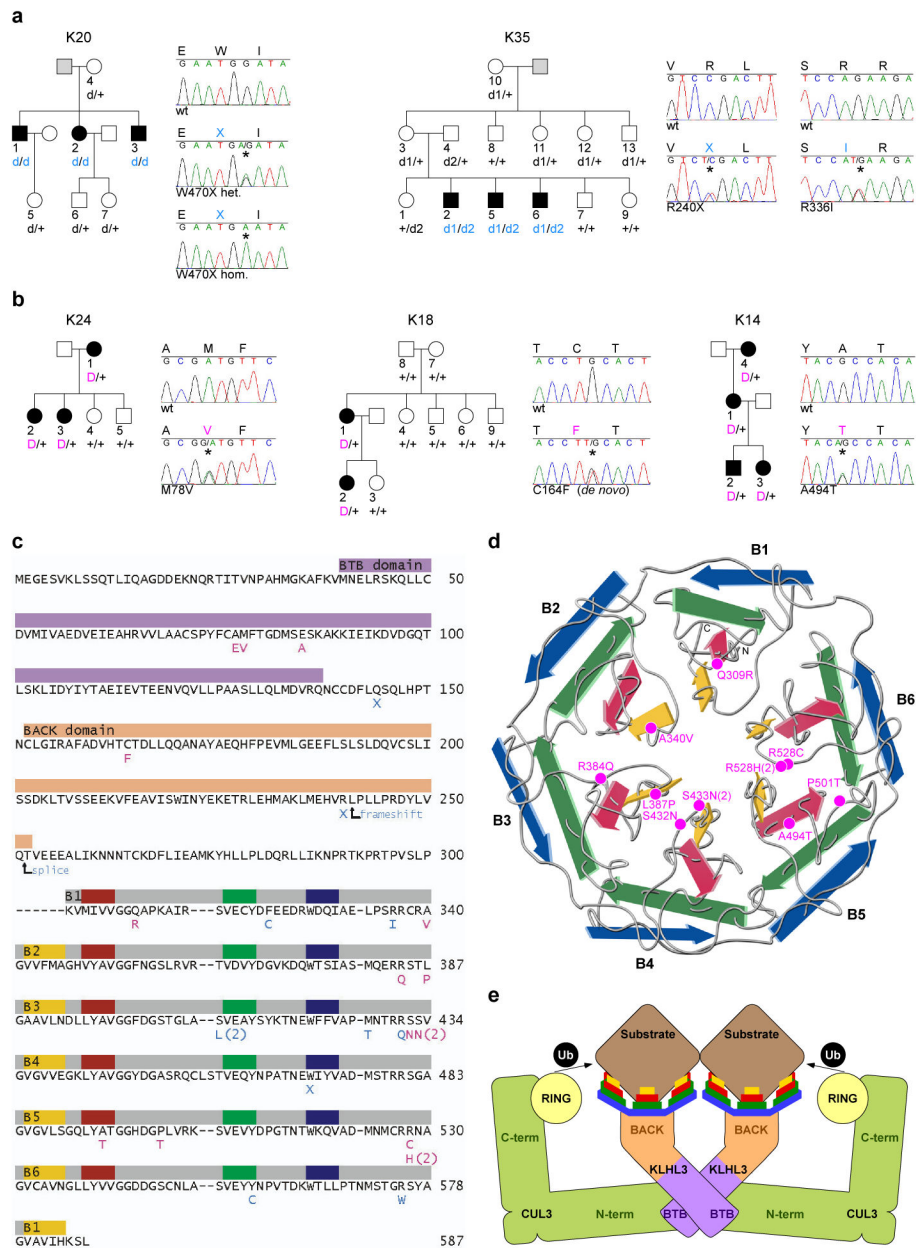 a
K20
4
d/+
1
d/d
2
d/d
3
d/d
5
d/+
6
d/+
7
d/+
E W I
G A A T G G A T A
wt
E X I
G A A T G A/G A T A
*
W470X het.
E X I
G A A T G A A T A
*
W470X hom.
K35
10
d1/+
3
d1/+
4
d2/+
8
+/+
11
d1/+
12
d1/+
13
d1/+
1
+/d2
2
d1/d2
5
d1/d2
6
d1/d2
7
+/+
9
+/+
V R L
G T C C G A C T T
wt
V X L
G T C T/C G A C T T
*
R240X
S R R
T C C A G A A G A
wt
S I R
T C C A T/G A A G A
*
R336I
b
K24
1
D/+
2
D/+
3
D/+
4
+/+
5
+/+
A M F
G C G A T G T T C
wt
A V F
G C G G/A T G T T C
*
M78V
K18
8
+/+
7
+/+
1
D/+
4
+/+
5
+/+
6
+/+
9
+/+
2
D/+
3
+/+
T C T
A C C T G C A C T
wt
T F T
A C C T T/G C A C T
*
C164F (de novo)
K14
4
D/+
1
D/+
2
D/+
3
D/+
Y A T
T A C G C C A C A
wt
Y T T
T A C A/G C C A C A
*
A494T
c
BTB domain
MEGESVKLSSQTLIQAGDDEKNQRTITVNPAHMGKAFKVMNELRSKQLLC 50
DVMIVAEDVEIEAHRVVLAACSPYFCAMFTGDMSESKAKKIEIKDVDGQT 100
EV A
LSKLIDYIYTAEIEVTEENVQVLLPAASLLQLMDVRQNCCDFLQSQLHPT 150
X
BACK domain
NCLGIRAFADVHTCTDLLQQANAYAEQHFPEVMLGEEFLSLSLDQVCSLI 200
F
SSDKLTVSSEEKVFEAVISWINYEKETRLEHMAKLMEHVRLPLLPRDYLV 250
X frameshift
QTVEEEALIKNNNTCKDFLIEAMKYHLLPLDQRLLIKNPRTKPRTPVSLP 300
splice
B1
------KVMIVVGGQAPKAIR---SVECYDFEEDRWDQIAE-LPSRRCRA 340
R C I V
B2
GVVFMAGHVYAVGGFNGSLRVR--TVDVYDGVKDQWTSIAS-MQERRSTL 387
Q P
B3
GAAVLNDLLYAVGGFDGSTGLA--SVEAYSYKTNEWFFVAP-MNTRRSSV 434
L(2) T QNN(2)
B4
GVGVVEGKLYAVGGYDGASRQCLSTVEQYNPATNEWIYVAD-MSTRRSGA 483
X
B5
GVGVLSGQLYATGGHDGPLVRK--SVEVYDPGTNTWKQVAD-MNMCRRNA 530
T T C
H(2)
B6
GVCAVNGLLYVVGGDDGSCNLA--SVEYYNPVTDKWTLLPTNMSTGRSYA 578
C W
B1
GVAVIHKSL 587
d
B1
B2
B3
B4
B5
B6
C
N
Q309R
A340V
R384Q
L387P
S432N
S433N(2)
R528C
R528H(2)
P501T
A494T
e
Substrate Substrate
Ub Ub
RING RING
C-term C-term
BACK BACK
KLHL3 KLHL3
CUL3 N-term BTB BTB N-term CUL3